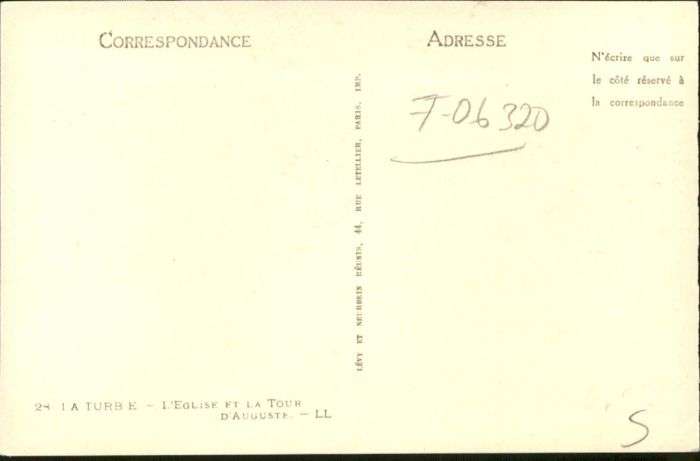 CORRESPONDANCE
ADRESSE
N'écrire que sur
le côté réservé à
la correspondance
F-06320
LÉVY ET NEURDEIN RÉUNIS, 44, RUE LETELLIER, PARIS, IMP.
28 LA TURBIE – L'EGLISE ET LA TOUR
D'AUGUSTE. – LL
S